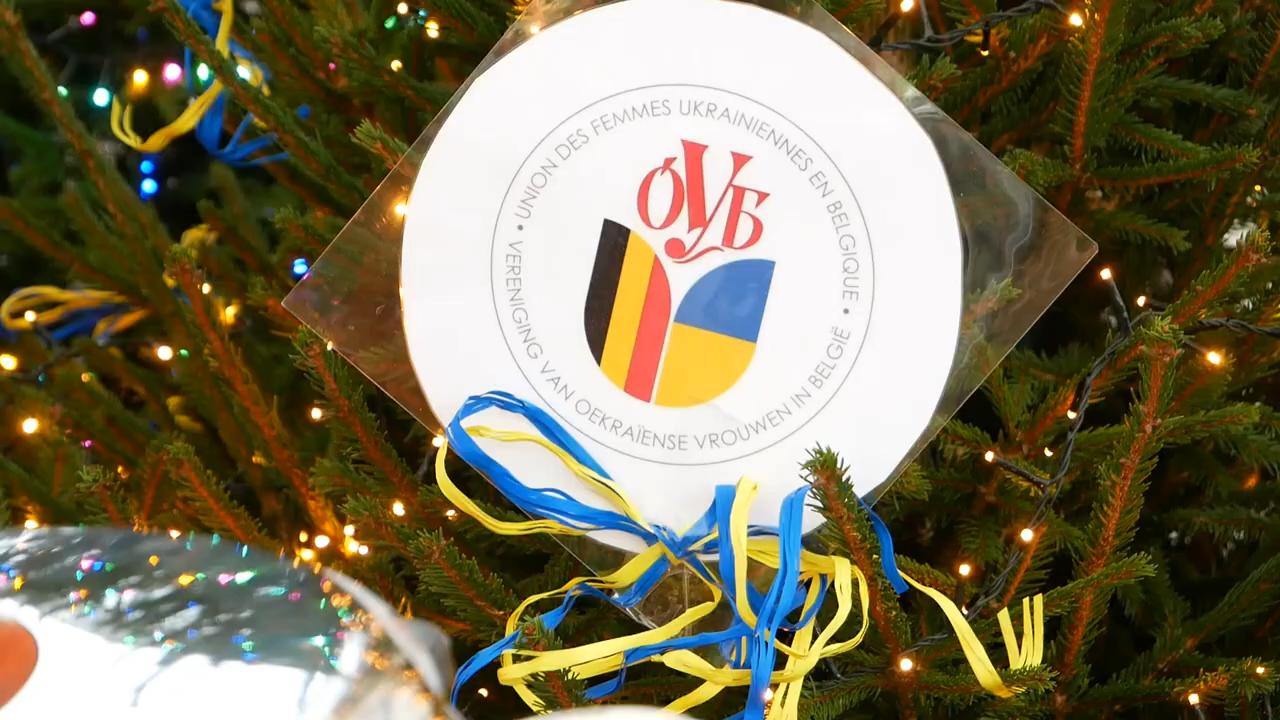 • UNION DES FEMMES UKRAINIENNES EN BELGIQUE •
ОУБ
VERENIGING VAN OEKRAÏENSE VROUWEN IN BELGIË